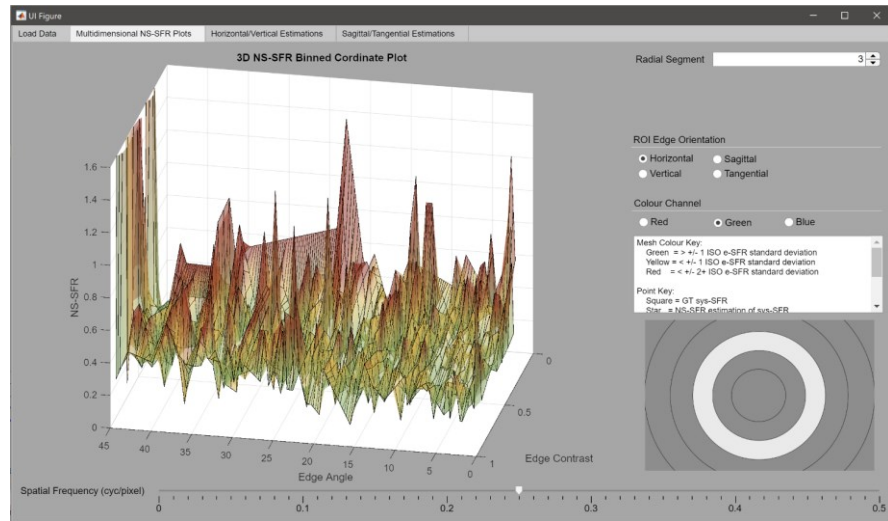 UI Figure
Load Data Multidimensional NS-SFR Plots Horizontal/Vertical Estimations Sagittal/Tangential Estimations
3D NS-SFR Binned Cordinate Plot
Radial Segment 3
ROI Edge Orientation
Horizontal Sagittal
Vertical Tangential
Colour Channel
Red Green Blue
Mesh Colour Key:
Green = > +/- 1 ISO e-SFR standard deviation
Yellow = < +/- 1 ISO e-SFR standard deviation
Red = < +/- 2+ ISO e-SFR standard deviation
Point Key:
Square = GT sys-SFR
Star = NS-SFR estimation of sys-SFR
NS-SFR
1.6
1.4
1.2
1
0.8
0.6
0.4
0.2
0
45 40 35 30 25 20 15 10 5 0
Edge Angle
0
0.5
1
Edge Contrast
Spatial Frequency (cyc/pixel)
0 0.1 0.2 0.3 0.4 0.5